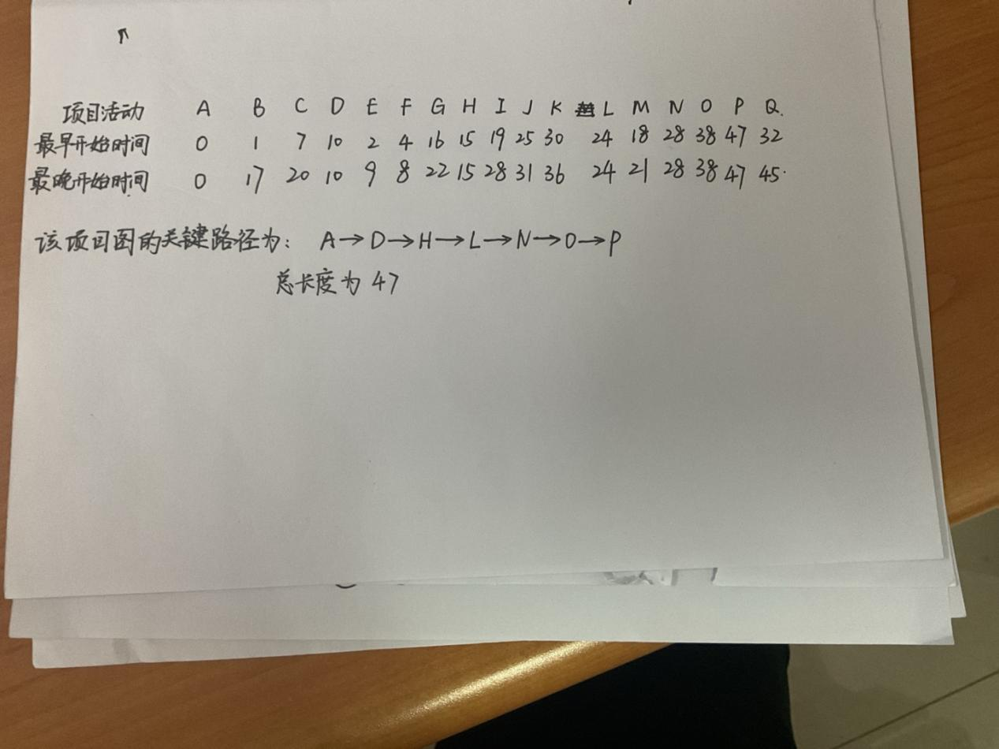 项目活动 A B C D E F G H I J K L M N O P Q.
最早开始时间 0 1 7 10 2 4 16 15 19 25 30 24 18 28 38 47 32
最晚开始时间 0 17 20 10 9 8 22 15 28 31 36 24 21 28 38 47 45.
该项目图的关键路径为: A→D→H→L→N→O→P
总长度为 47